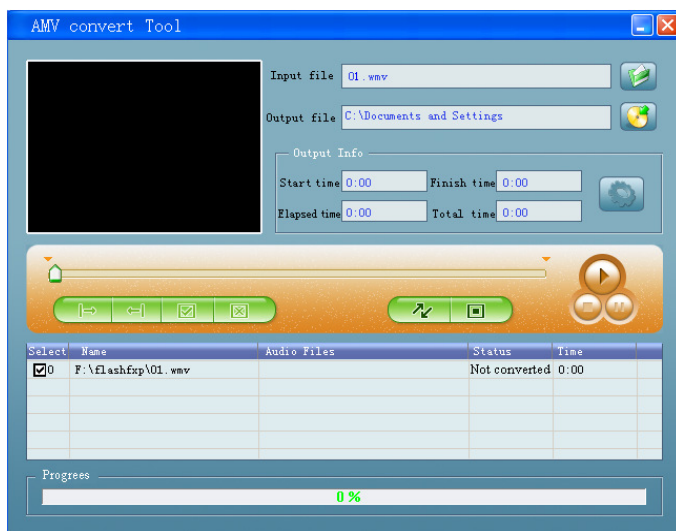 AMV convert Tool
Input file 01.wmv
Output file C:\Documents and Settings
Output Info
Start time 0:00 Finish time 0:00
Elapsed time 0:00 Total time 0:00
Select Name Audio Files Status Time
0 F:\flashfxp\01.wmv Not converted 0:00
Progrees
0 %